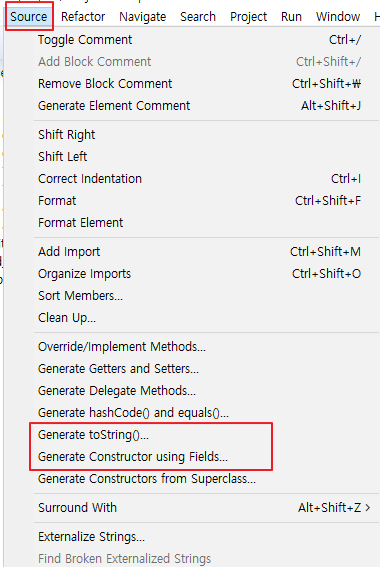 Source Refactor Navigate Search Project Run Window
Toggle Comment Ctrl+/
Add Block Comment Ctrl+Shift+/
Remove Block Comment Ctrl+Shift+₩
Generate Element Comment Alt+Shift+J
Shift Right
Shift Left
Correct Indentation Ctrl+I
Format Ctrl+Shift+F
Format Element
Add Import Ctrl+Shift+M
Organize Imports Ctrl+Shift+O
Sort Members...
Clean Up...
Override/Implement Methods...
Generate Getters and Setters...
Generate Delegate Methods...
Generate hashCode() and equals()...
Generate toString()...
Generate Constructor using Fields...
Generate Constructors from Superclass...
Surround With Alt+Shift+Z >
Externalize Strings...
Find Broken Externalized Strings